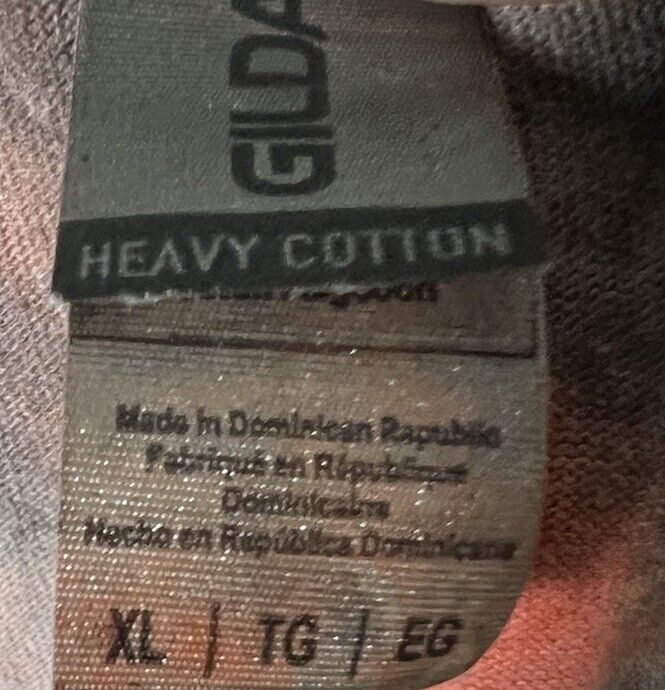 GILDA
HEAVY COTTON
Made in Dominican Republic
Fabriqué en République
Dominicaine
Hecho en República Dominicana
XL | TG | EG